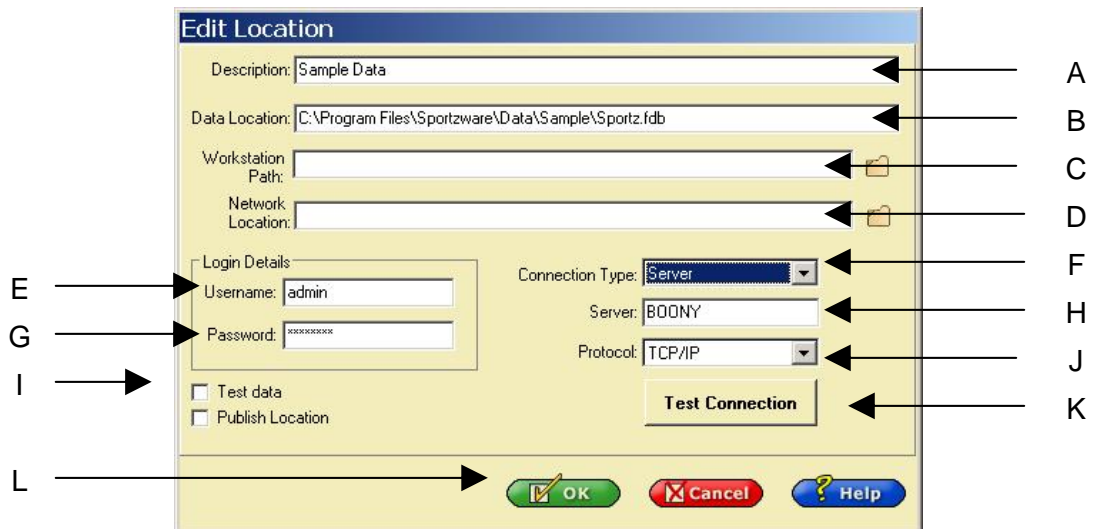 Edit Location
Description: Sample Data
A
Data Location: C:\Program Files\Sportzware\Data\Sample\Sportz.fdb
B
Workstation
Path:
C
Network
Location:
D
Login Details
Connection Type: Server
F
E
Username: admin
Server: BOONY
H
G
Password: ********
Protocol: TCP/IP
J
I
Test data
Publish Location
Test Connection
K
L
OK
Cancel
Help